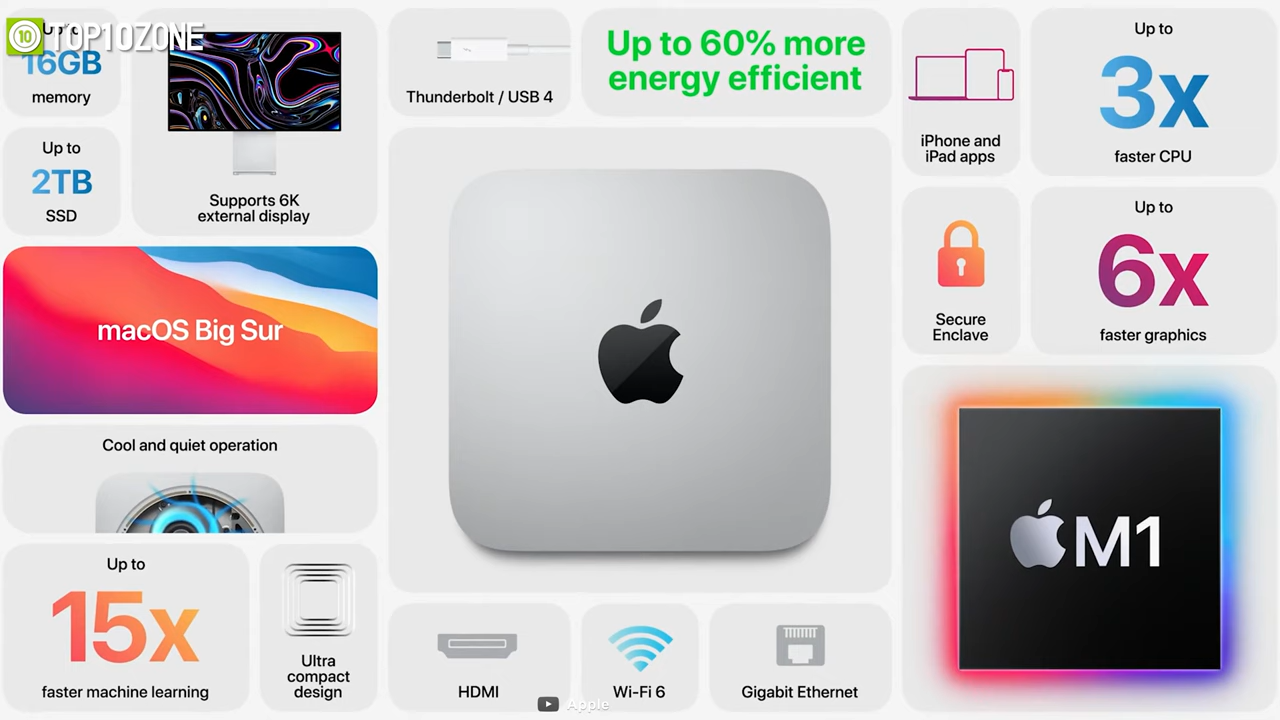 TOP10ZONE
10
Up to
16GB
memory
Up to
2TB
SSD
Supports 6K
external display
Thunderbolt / USB 4
Up to 60% more
energy efficient
iPhone and
iPad apps
Up to
3x
faster CPU
Secure
Enclave
Up to
6x
faster graphics
macOS Big Sur
Cool and quiet operation
Up to
15x
faster machine learning
Ultra
compact
design
HDMI
Wi-Fi 6
Gigabit Ethernet
M1
Apple